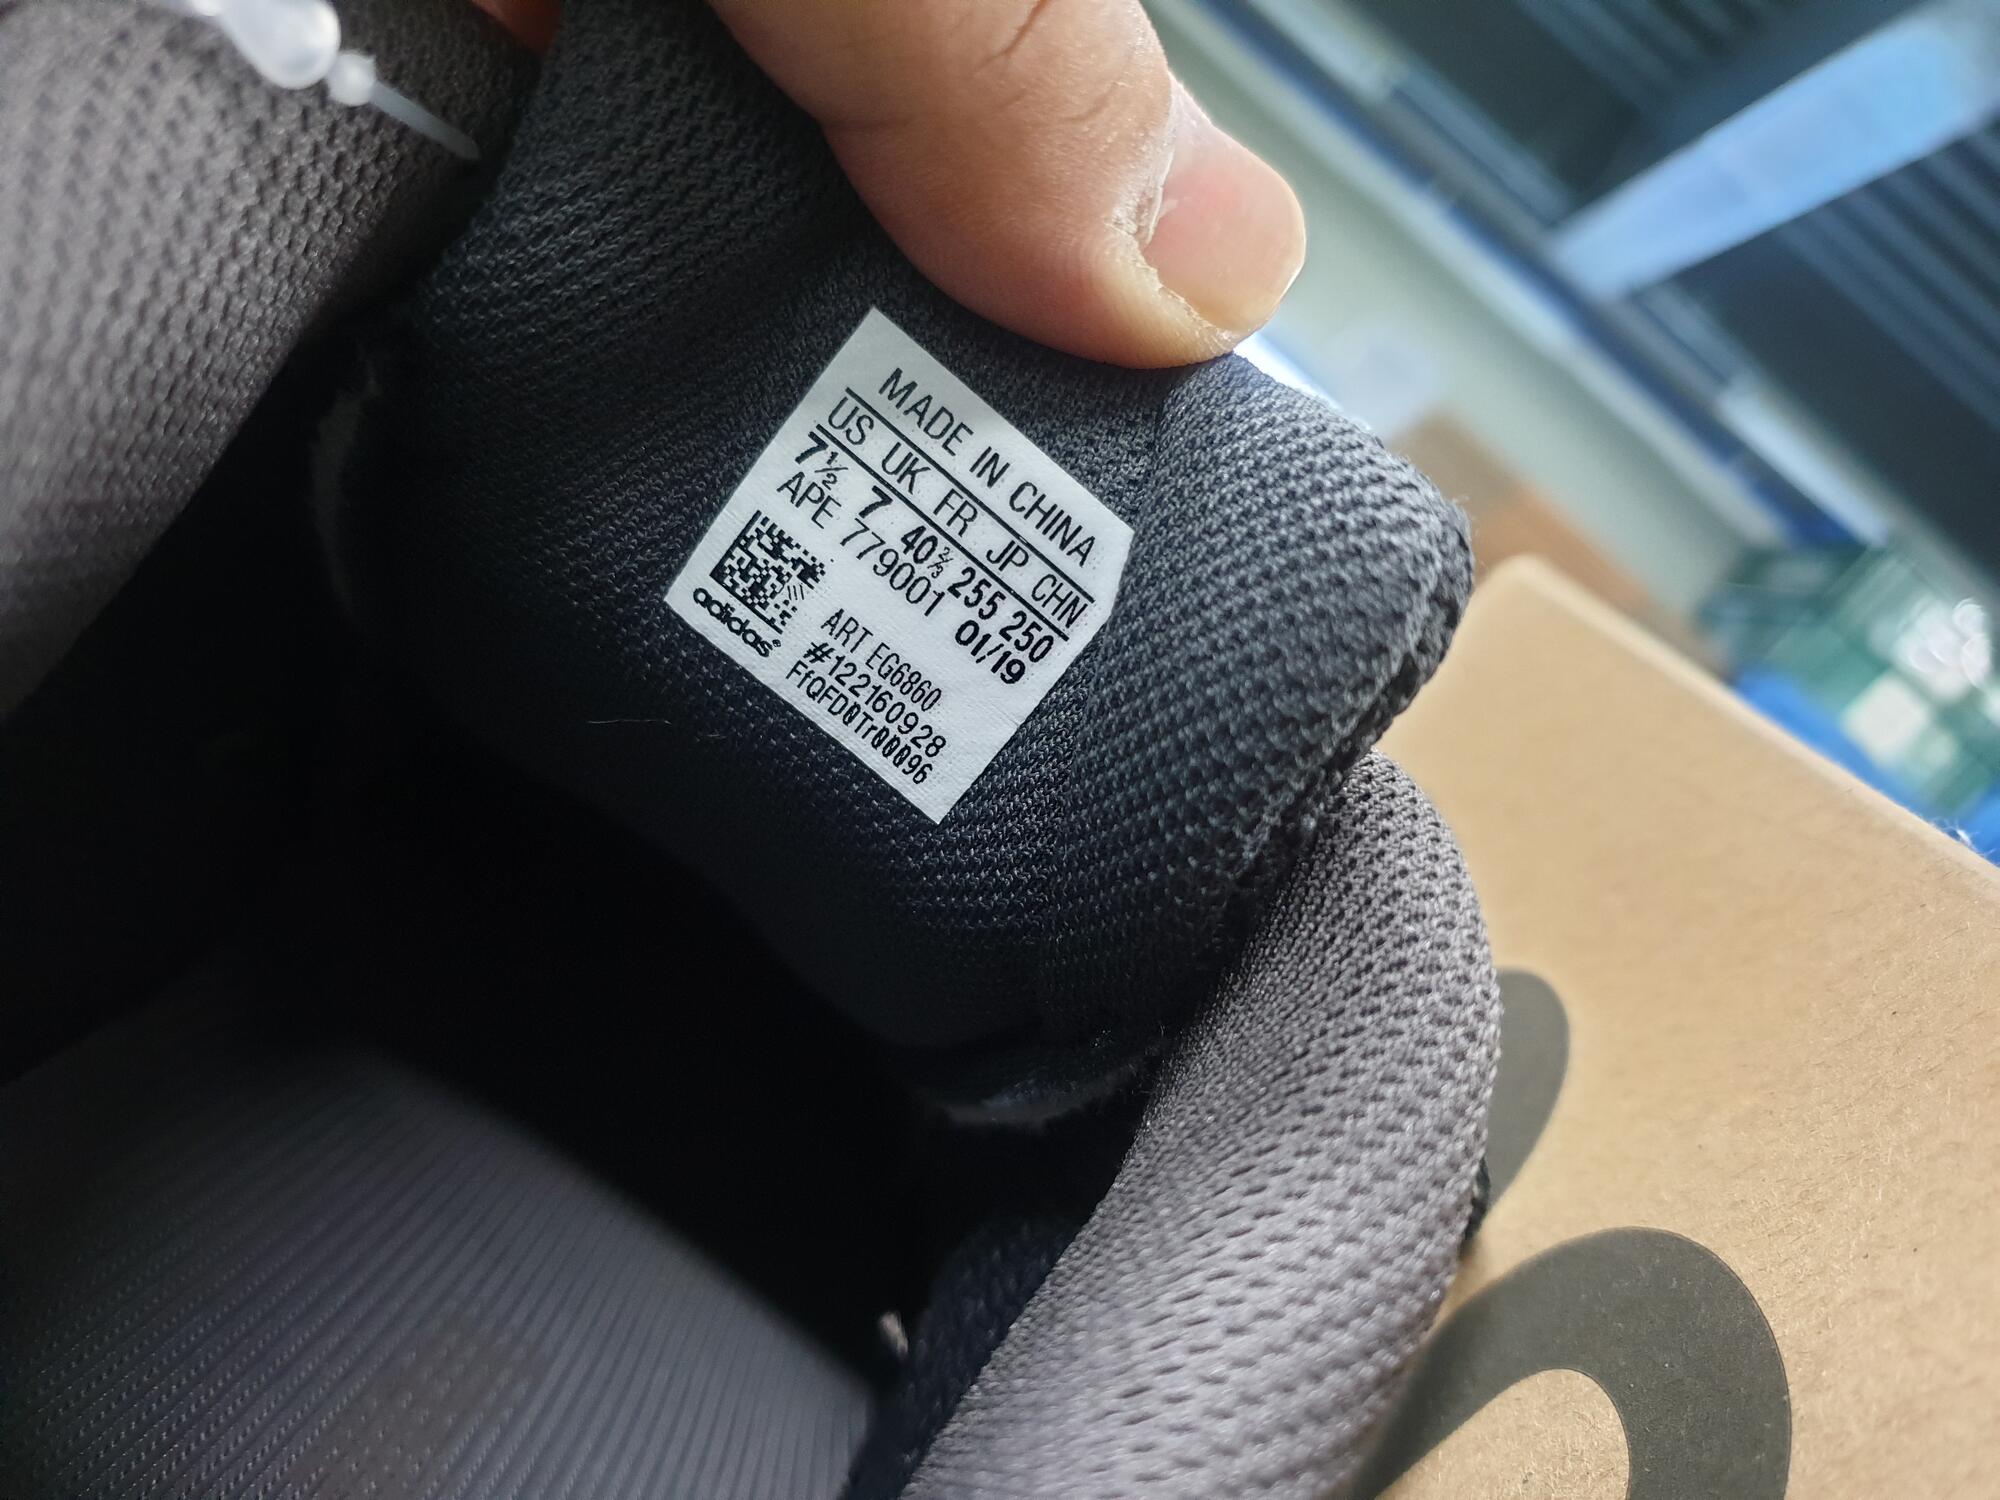 MADE IN CHINA
US UK FR JP CHN
7½ 7 40⅔ 255 250
APE 779001 01/19
ART EG6860
#122160928
FfQFD0Tr00096
adidas